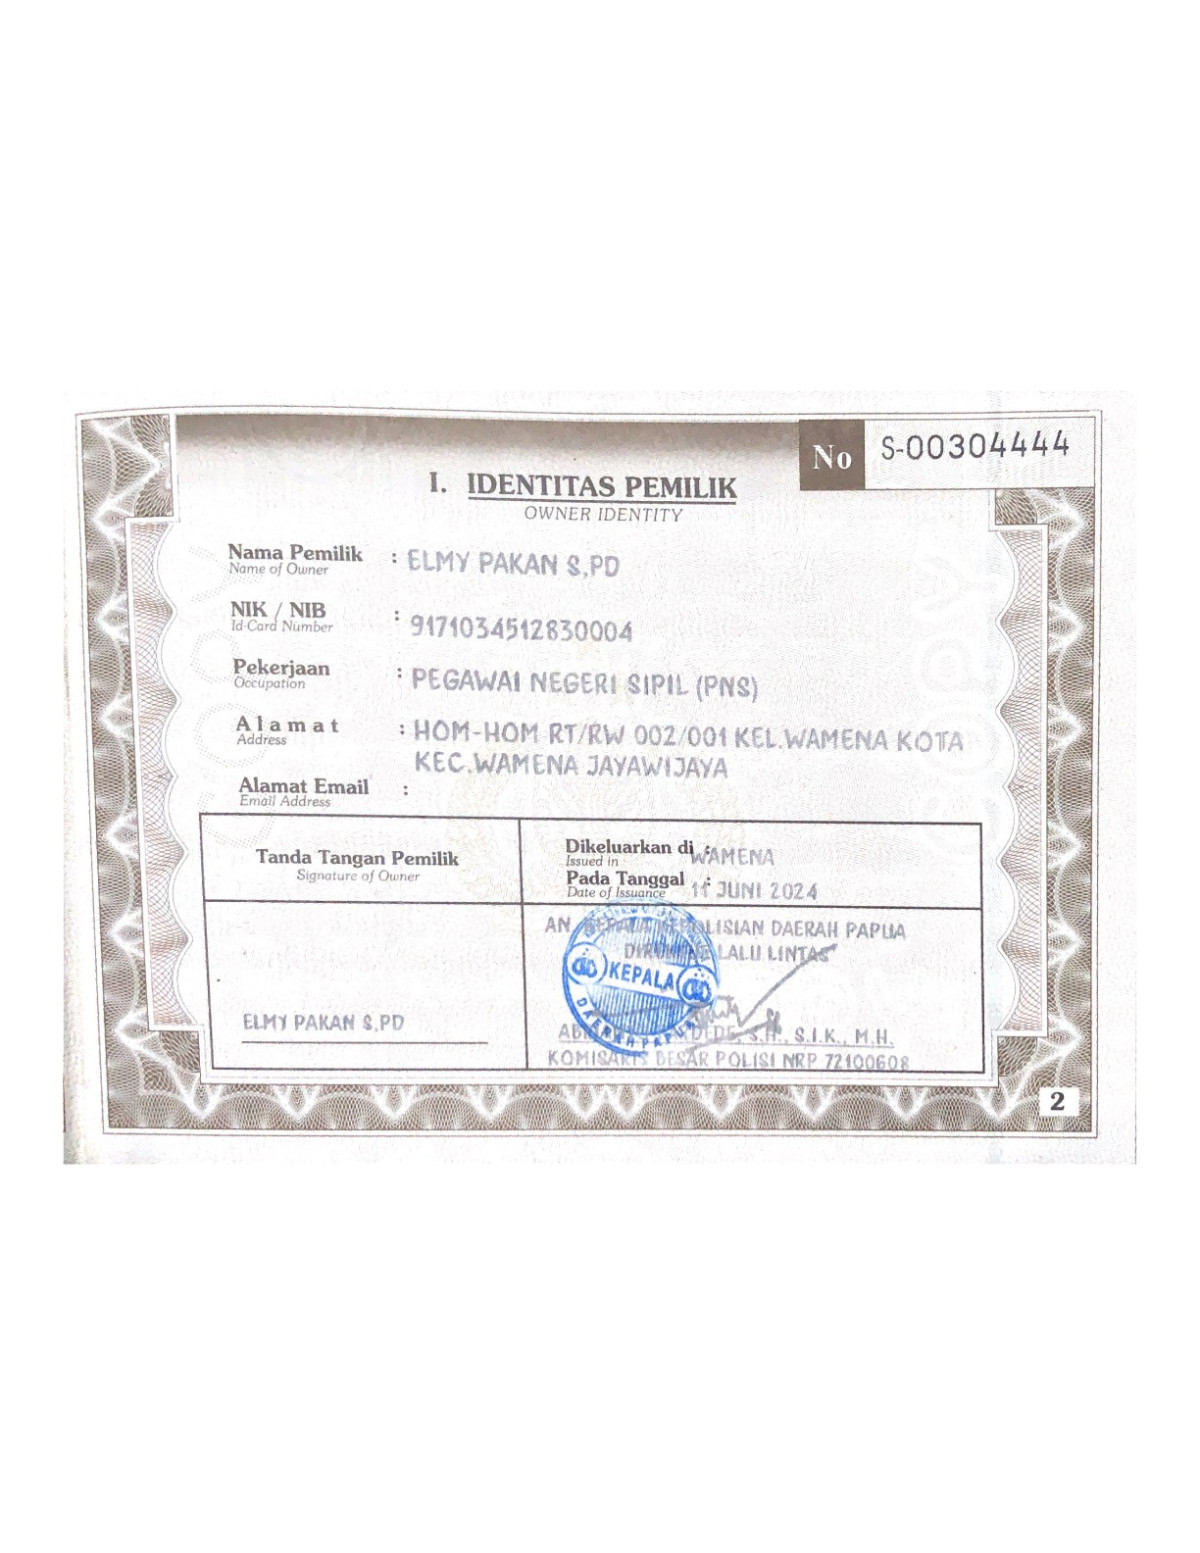 No S-00304444
I. IDENTITAS PEMILIK
OWNER IDENTITY
Nama Pemilik : ELMY PAKAN S,PD
Name of Owner
NIK / NIB : 9171034512830004
Id-Card Number
Pekerjaan : PEGAWAI NEGERI SIPIL (PNS)
Occupation
Alamat : HOM-HOM RT/RW 002/001 KEL.WAMENA KOTA
Address
KEC.WAMENA JAYAWIJAYA
Alamat Email :
Email Address
Tanda Tangan Pemilik
Signature of Owner
Dikeluarkan di : WAMENA
Issued in
Pada Tanggal : 11 JUNI 2024
Date of Issuance
AN. DAERAH PAPUA
LALU LINTAS
KEPALA
DAERAH PAPUA
S.H., S.I.K., M.H.
KOMISARIS BESAR POLISI NRP 72100608
ELMY PAKAN S,PD
2